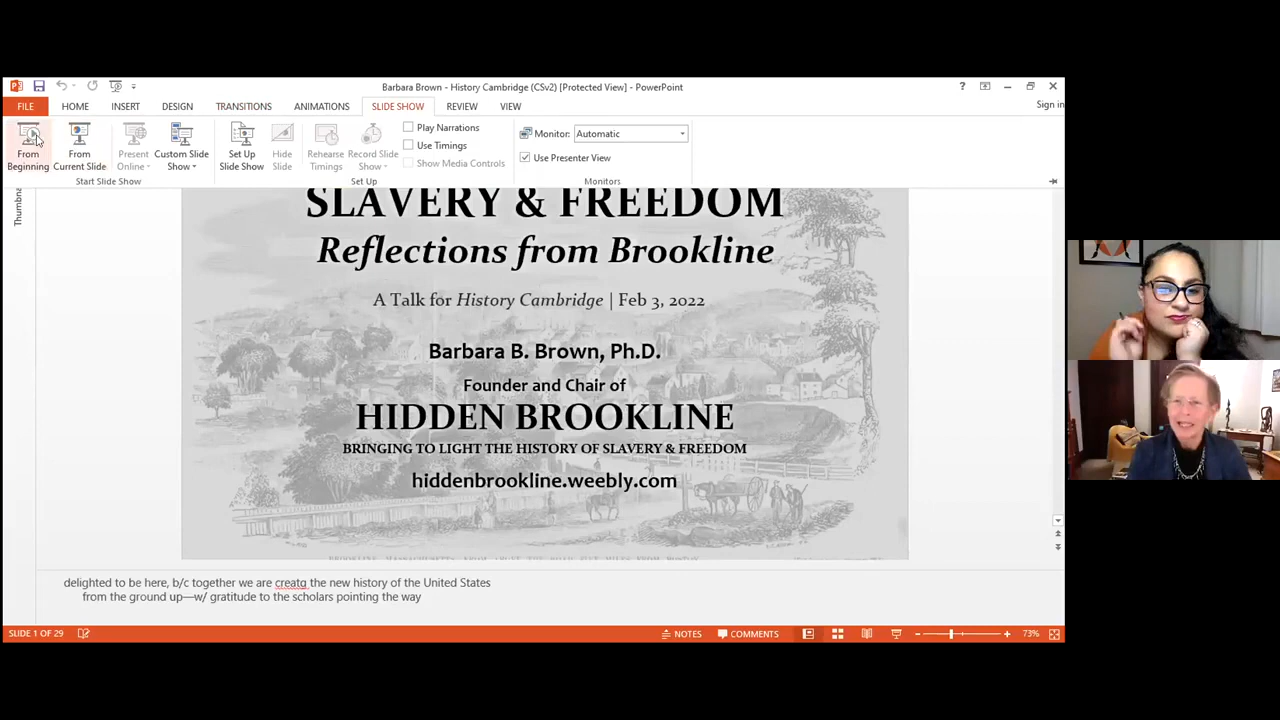 Barbara Brown - History Cambridge (CSv2) [Protected View] - PowerPoint
Sign in
FILE HOME INSERT DESIGN TRANSITIONS ANIMATIONS SLIDE SHOW REVIEW VIEW
From Beginning
From Current Slide
Present Online
Custom Slide Show
Start Slide Show
Set Up Slide Show
Hide Slide
Rehearse Timings
Record Slide Show
Play Narrations
Use Timings
Show Media Controls
Set Up
Monitor: Automatic
Use Presenter View
Monitors
Thumbna
SLAVERY & FREEDOM
Reflections from Brookline
A Talk for History Cambridge | Feb 3, 2022
Barbara B. Brown, Ph.D.
Founder and Chair of
HIDDEN BROOKLINE
BRINGING TO LIGHT THE HISTORY OF SLAVERY & FREEDOM
hiddenbrookline.weebly.com
delighted to be here, b/c together we are creatg the new history of the United States
from the ground up—w/ gratitude to the scholars pointing the way
SLIDE 1 OF 29
NOTES COMMENTS 73%